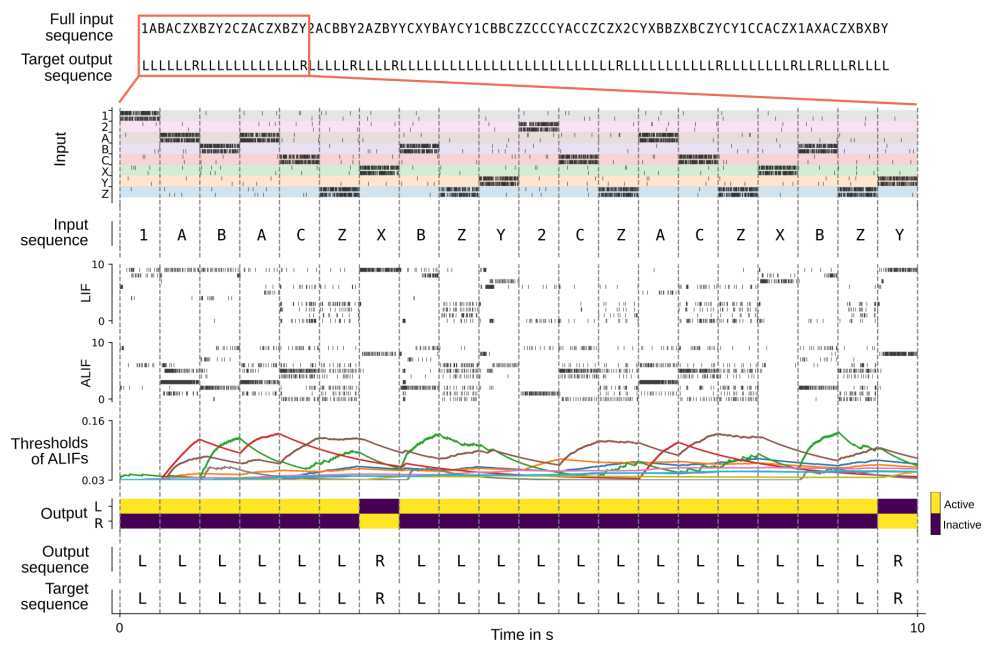 Full input
sequence
1ABACZXBZY2CZACZXBZY2ACBBY2AZBYYCXYBAYCY1CBBCZZCCCYACCZCZX2CYXBBZXBCZYCY1CCACZX1AXACZXBXBY
Target output
sequence
LLLLLLRLLLLLLLLLLLLRLLLLLRLLLLRLLLLLLLLLLLLLLLLLLLLLLLLLLRLLLLLRLLLLLLLLLLLLLLRLLRLLLRLLLL
Input
1
2
A
B
C
X
Y
Z
Input
sequence
1 A B A C Z X B Z Y 2 C Z A C Z X B Z Y
LIF
10
0
ALIF
10
0
Thresholds
of ALIFs
0.16
0.03
Output
L
R
Active
Inactive
Output
sequence
L L L L L L R L L L L L L L L L L L L R
Target
sequence
L L L L L L R L L L L L L L L L L L L R
0
10
Time in s